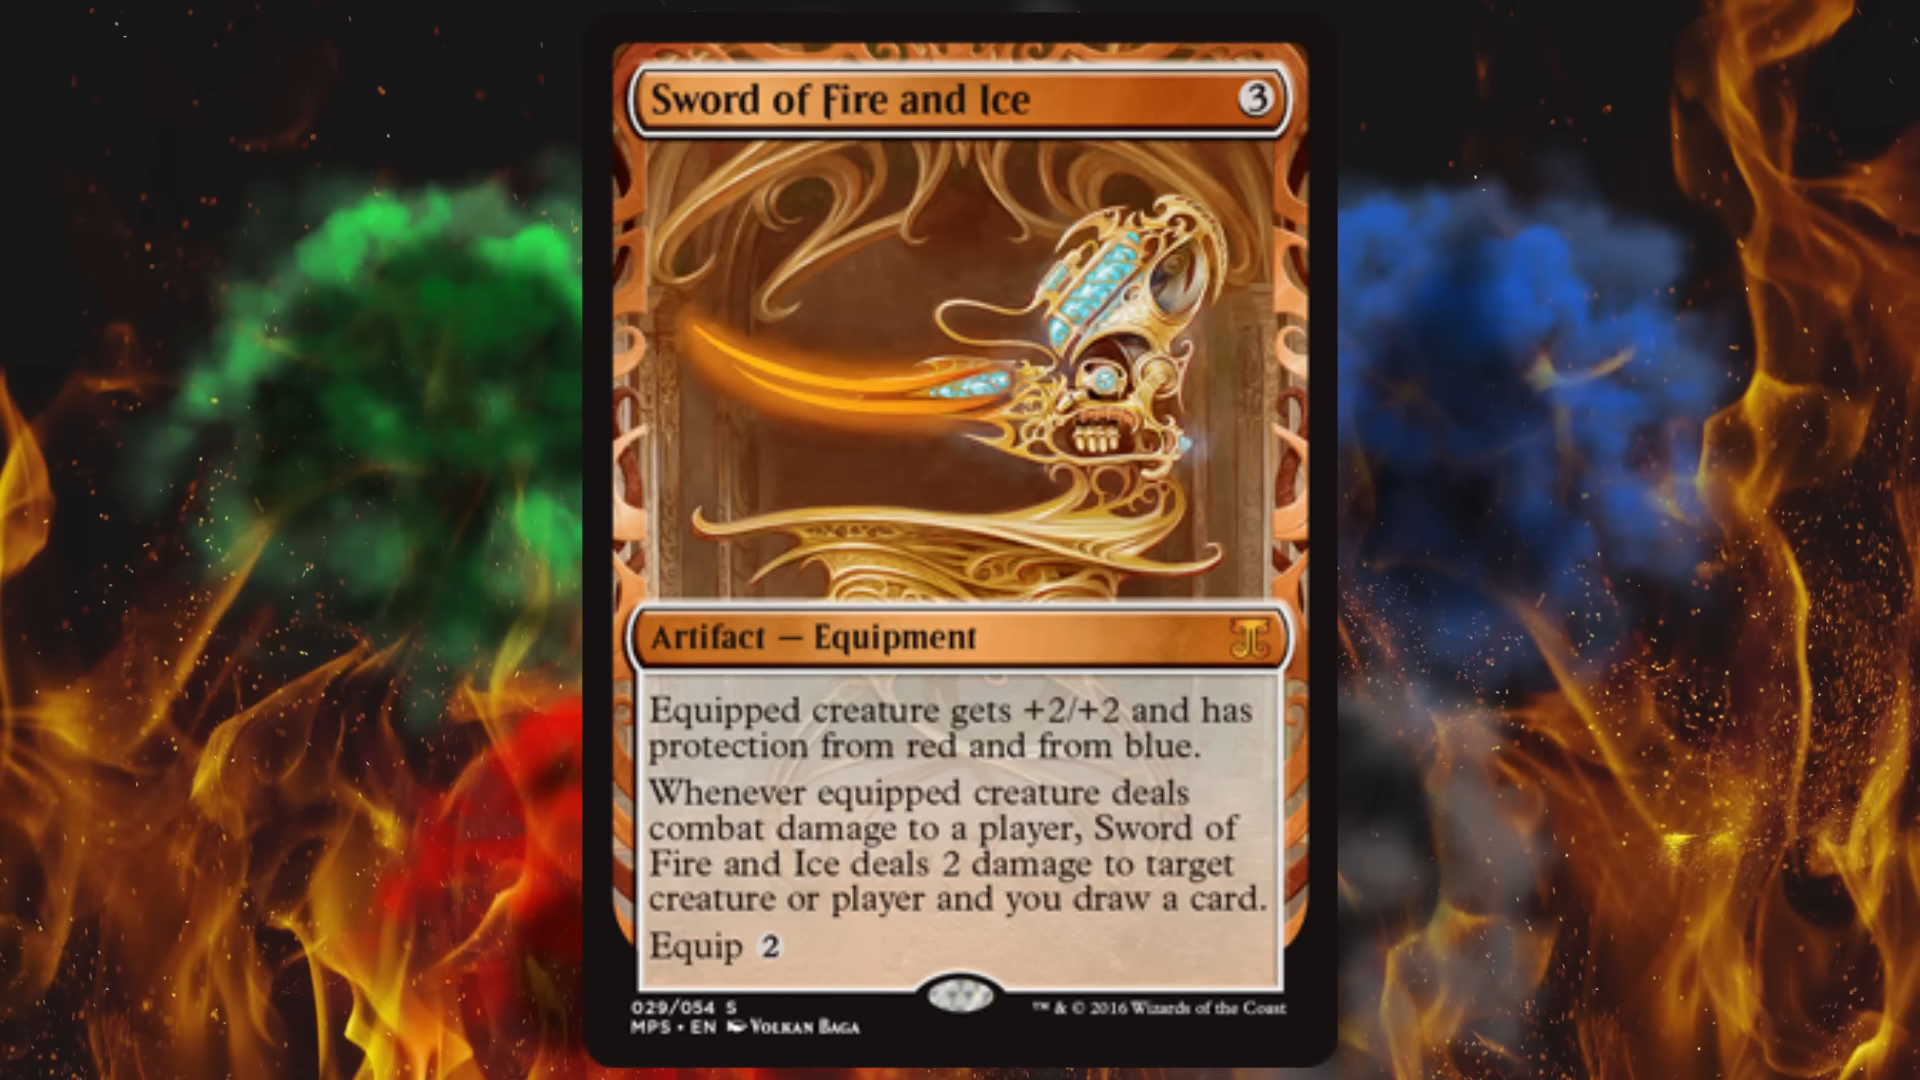 Sword of Fire and Ice 3
Artifact — Equipment
Equipped creature gets +2/+2 and has
protection from red and from blue.
Whenever equipped creature deals
combat damage to a player, Sword of
Fire and Ice deals 2 damage to target
creature or player and you draw a card.
Equip 2
029/054 S
MPS • EN Volkan Baga
™ & © 2016 Wizards of the Coast